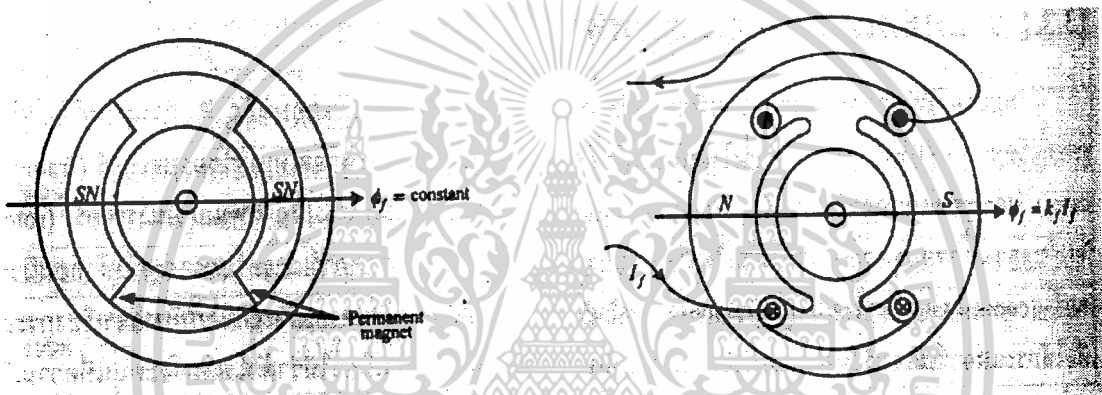 SN
SN
ϕf = constant
Permanent
magnet
N
S
ϕf = kf If
If